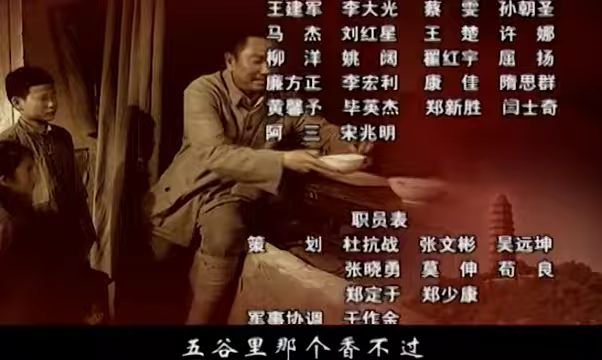 王建军 李大光 蔡雯 孙朝圣
马杰 刘红星 王楚 许娜
柳洋 姚阔 翟红宇 屈扬
廉方正 李宏利 康佳 隋思群
黄馨予 毕英杰 郑新胜 闫士奇
阿三 宋兆明
职员表
策划 杜抗战 张文彬 吴远坤
张晓勇 莫伸 苟良
郑定于 郑少康
军事协调 王作金
五谷里那个香不过